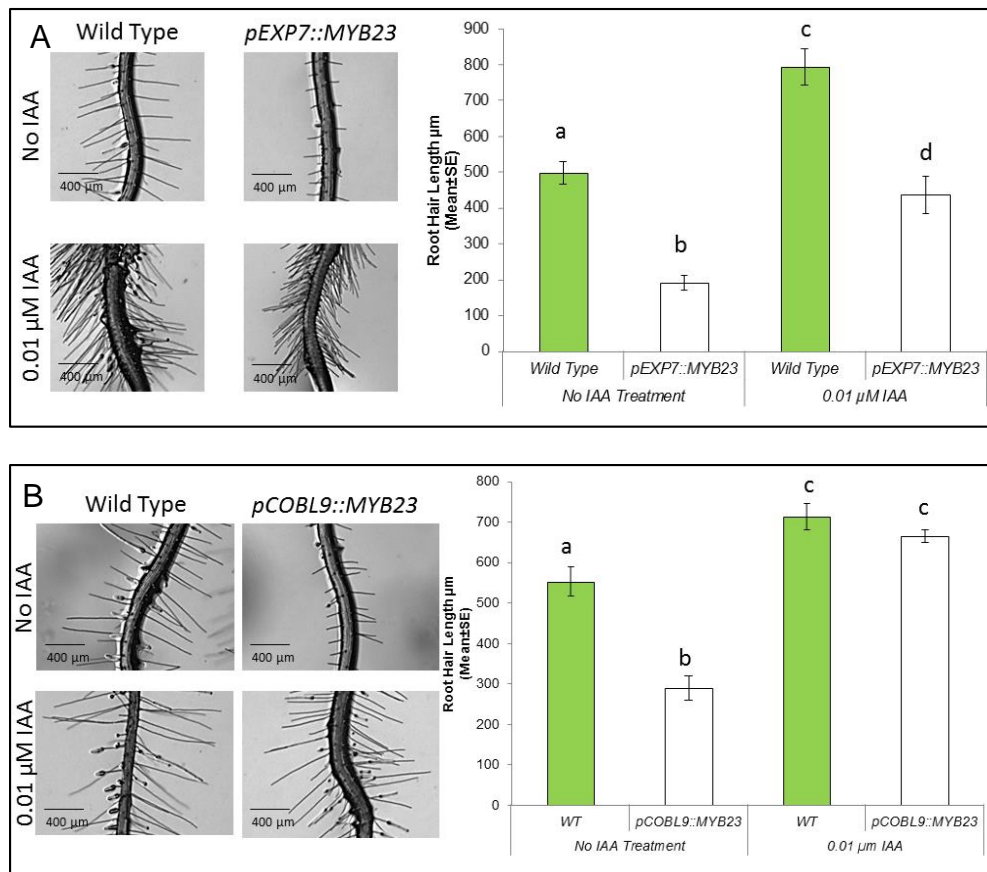 A
Wild Type
pEXP7::MYB23
No IAA
400 µm
400 µm
0.01 µM IAA
400 µm
400 µm
Root Hair Length µm
(Mean±SE)
900
800
700
600
500
400
300
200
100
0
a
b
c
d
Wild Type
pEXP7::MYB23
Wild Type
pEXP7::MYB23
No IAA Treatment
0.01 µM IAA
B
Wild Type
pCOBL9::MYB23
No IAA
400 µm
400 µm
0.01 µM IAA
400 µm
400 µm
Root Hair Length µm
(Mean±SE)
800
700
600
500
400
300
200
100
0
a
b
c
c
WT
pCOBL9::MYB23
WT
pCOBL9::MYB23
No IAA Treatment
0.01 µm IAA